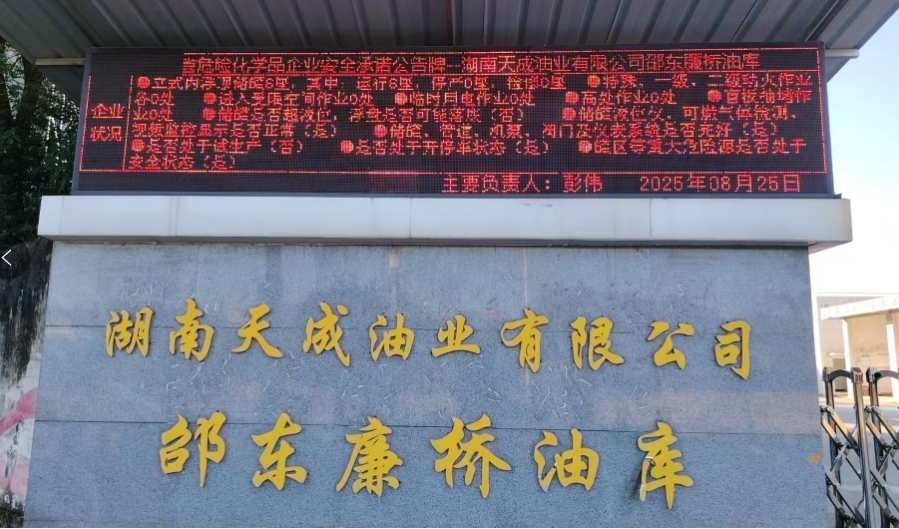 危险化学品企业安全承诺公告牌--湖南天成油业有限公司邵东廉桥油库
企业
状况
立式内浮顶储罐8座，其中：运行8座，停产0座，检修0座 特殊、一级、二级动火作业
各0处 进入受限空间作业0处 临时用电作业0处 高处作业0处 盲板抽堵作
业0处 储罐是否超液位、浮盘是否可能落底（否） 储罐液位仪、可燃气体检测、
视频监控显示是否正常（是） 储罐、管道、机泵、阀门及仪表系统是否完好（是）
是否处于试生产（否） 是否处于开停车状态（是） 罐区等重大危险源是否处于
安全状态（是）
主要负责人：彭伟 2025年08月25日
湖南天成油业有限公司
邵东廉桥油库